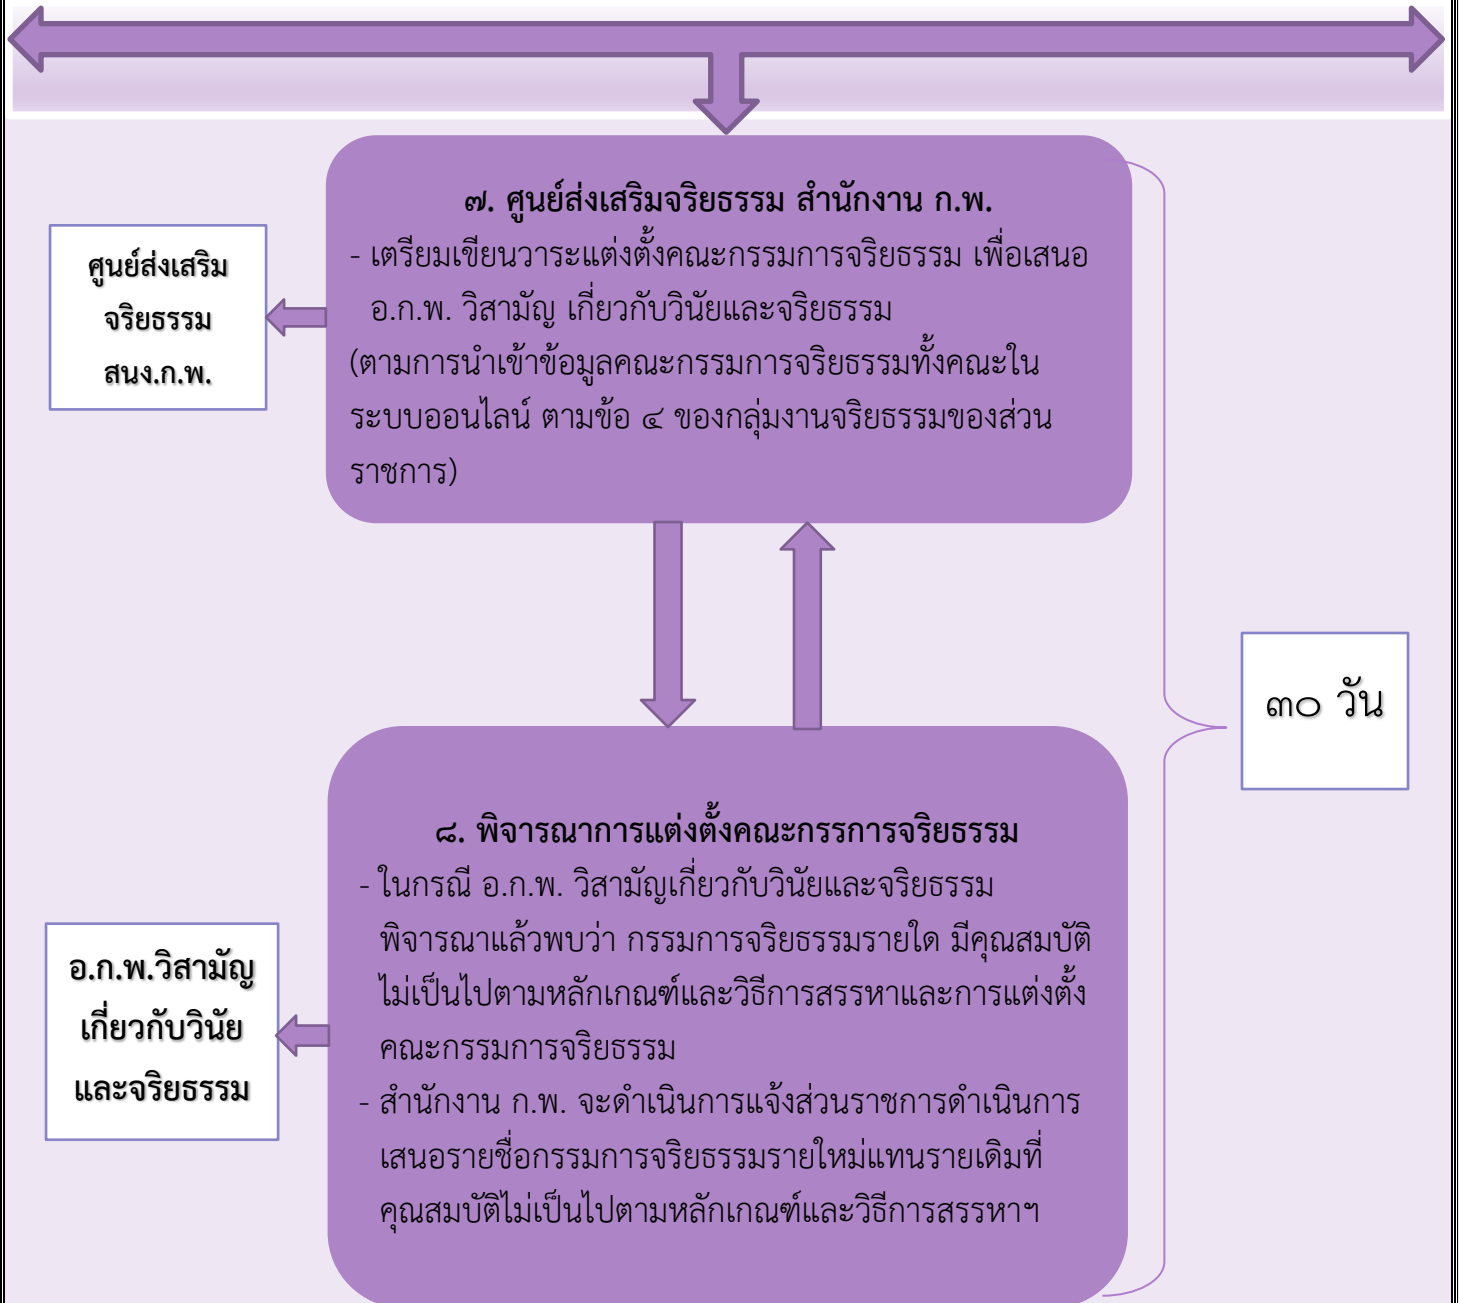 ๗. ศูนย์ส่งเสริมจริยธรรม สำนักงาน ก.พ.
- เตรียมเขียนวาระแต่งตั้งคณะกรรมการจริยธรรม เพื่อเสนอ
อ.ก.พ. วิสามัญ เกี่ยวกับวินัยและจริยธรรม
(ตามการนำเข้าข้อมูลคณะกรรมการจริยธรรมทั้งคณะใน
ระบบออนไลน์ ตามข้อ ๔ ของกลุ่มงานจริยธรรมของส่วน
ราชการ)
ศูนย์ส่งเสริม
จริยธรรม
สนง.ก.พ.
๓๐ วัน
๘. พิจารณาการแต่งตั้งคณะกรรการจริยธรรม
- ในกรณี อ.ก.พ. วิสามัญเกี่ยวกับวินัยและจริยธรรม
พิจารณาแล้วพบว่า กรรมการจริยธรรมรายใด มีคุณสมบัติ
ไม่เป็นไปตามหลักเกณฑ์และวิธีการสรรหาและการแต่งตั้ง
คณะกรรมการจริยธรรม
- สำนักงาน ก.พ. จะดำเนินการแจ้งส่วนราชการดำเนินการ
เสนอรายชื่อกรรมการจริยธรรมรายใหม่แทนรายเดิมที่
คุณสมบัติไม่เป็นไปตามหลักเกณฑ์และวิธีการสรรหาฯ
อ.ก.พ.วิสามัญ
เกี่ยวกับวินัย
และจริยธรรม